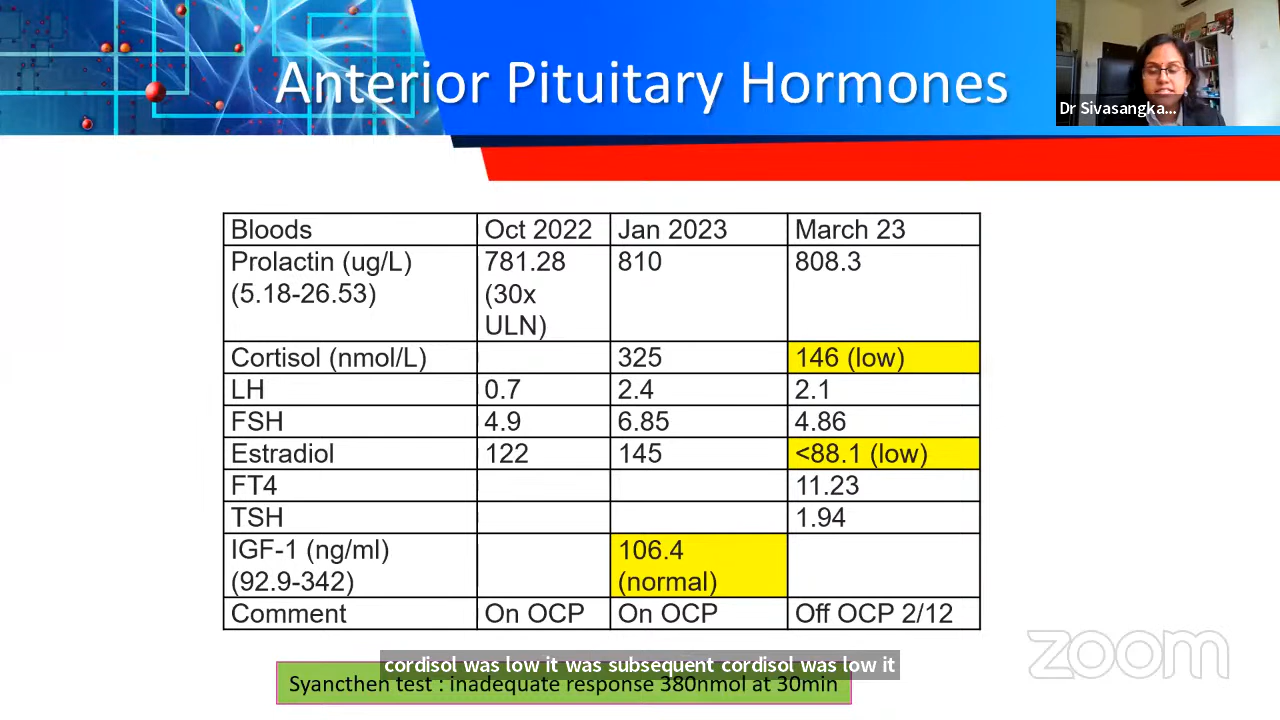 Anterior Pituitary Hormones
Dr Sivasangka...
Bloods Oct 2022 Jan 2023 March 23
Prolactin (ug/L) 781.28 810 808.3
(5.18-26.53) (30x
ULN)
Cortisol (nmol/L) 325 146 (low)
LH 0.7 2.4 2.1
FSH 4.9 6.85 4.86
Estradiol 122 145 <88.1 (low)
FT4 11.23
TSH 1.94
IGF-1 (ng/ml) 106.4
(92.9-342) (normal)
Comment On OCP On OCP Off OCP 2/12
zoom
cordisol was low it was subsequent cordisol was low it
Syancthen test : inadequate response 380nmol at 30min